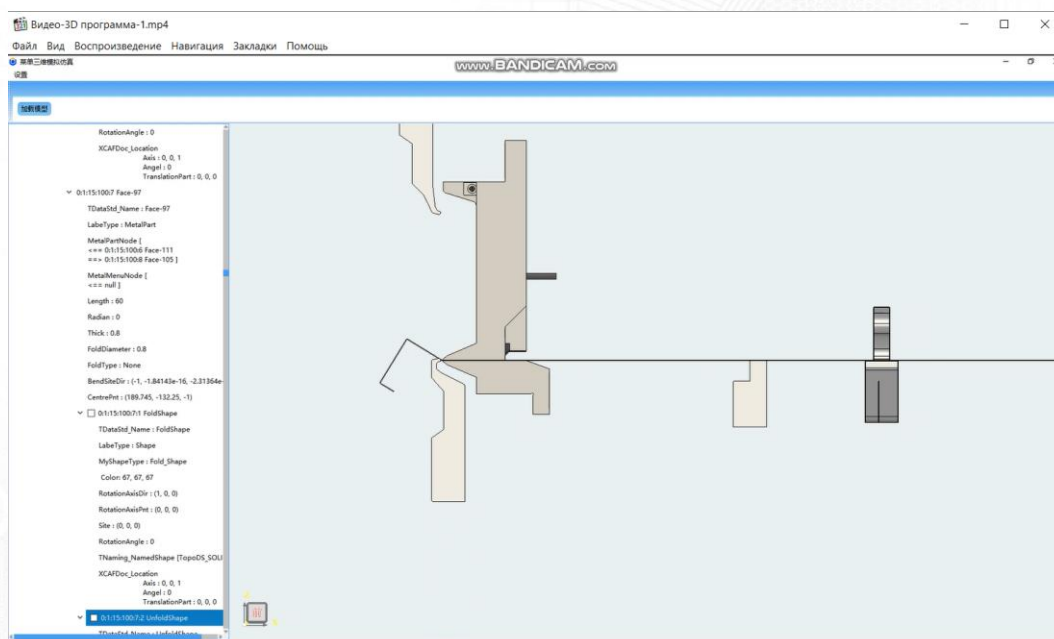 Видео-3D программа-1.mp4
Файл Вид Воспроизведение Навигация Закладки Помощь
www.BANDICAM.com
设置
RotationAngle : 0
XCAFDoc_Location
Axis : 0, 0, 1
Angel : 0
TranslationPart : 0, 0, 0
0:1:15:100:7 Face-97
TDataStd_Name : Face-97
LabeType : MetalPart
MetalPartNode [
<== 0:1:15:100:6 Face-111
==> 0:1:15:100:8 Face-105 ]
MetalMenuNode [
<== null ]
Length : 60
Radian : 0
Thick : 0.8
FoldDiameter : 0.8
FoldType : None
BendSiteDir : (-1, -1.84143e-16, -2.31364e-
CentrePnt : (189.745, -132.25, -1)
0:1:15:100:7:1 FoldShape
TDataStd_Name : FoldShape
LabeType : Shape
MyShapeType : Fold_Shape
Color: 67, 67, 67
RotationAxisDir : (1, 0, 0)
RotationAxisPnt : (0, 0, 0)
Site : (0, 0, 0)
RotationAngle : 0
TNaming_NamedShape [TopoDS_SOLI
XCAFDoc_Location
Axis : 0, 0, 1
Angel : 0
TranslationPart : 0, 0, 0
0:1:15:100:7:2 UnfoldShape
TDataStd_Name : UnfoldShape